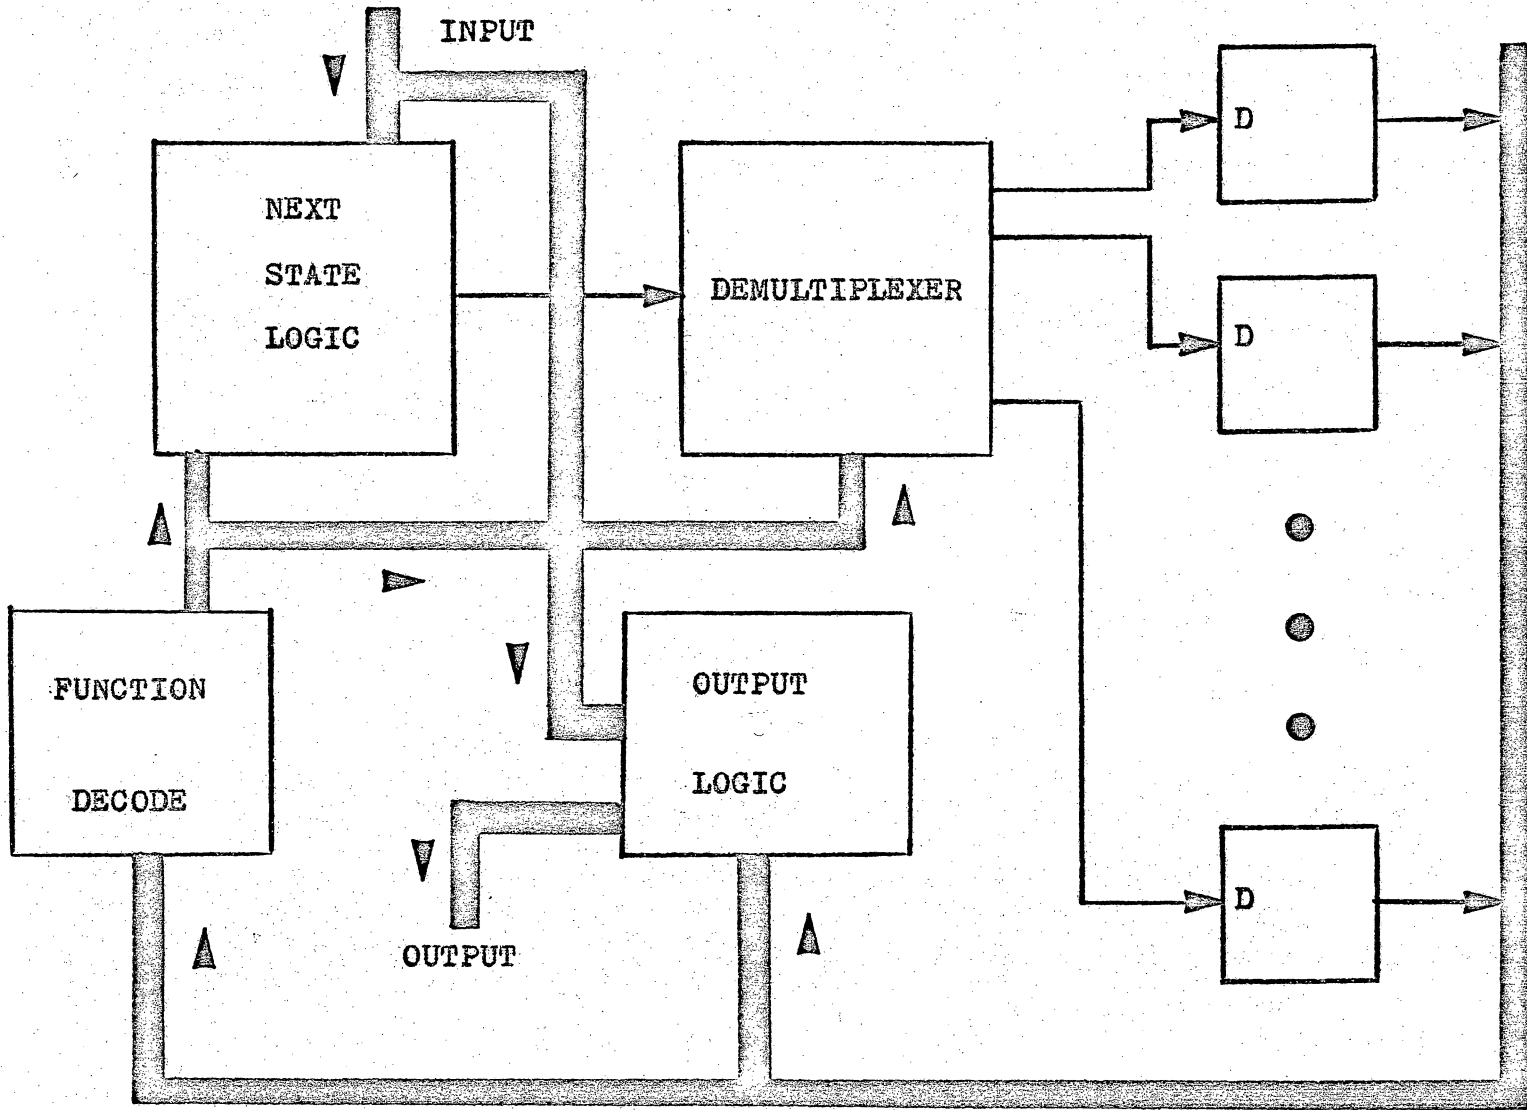 INPUT
NEXT
STATE
LOGIC
DEMULTIPLEXER
D
D
FUNCTION
DECODE
OUTPUT
LOGIC
D
OUTPUT